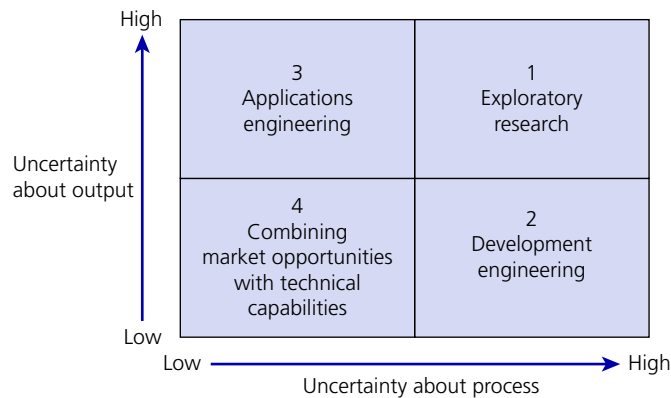 High
3
Applications
engineering
1
Exploratory
research
Uncertainty
about output
4
Combining
market opportunities
with technical
capabilities
2
Development
engineering
Low
Low
High
Uncertainty about process